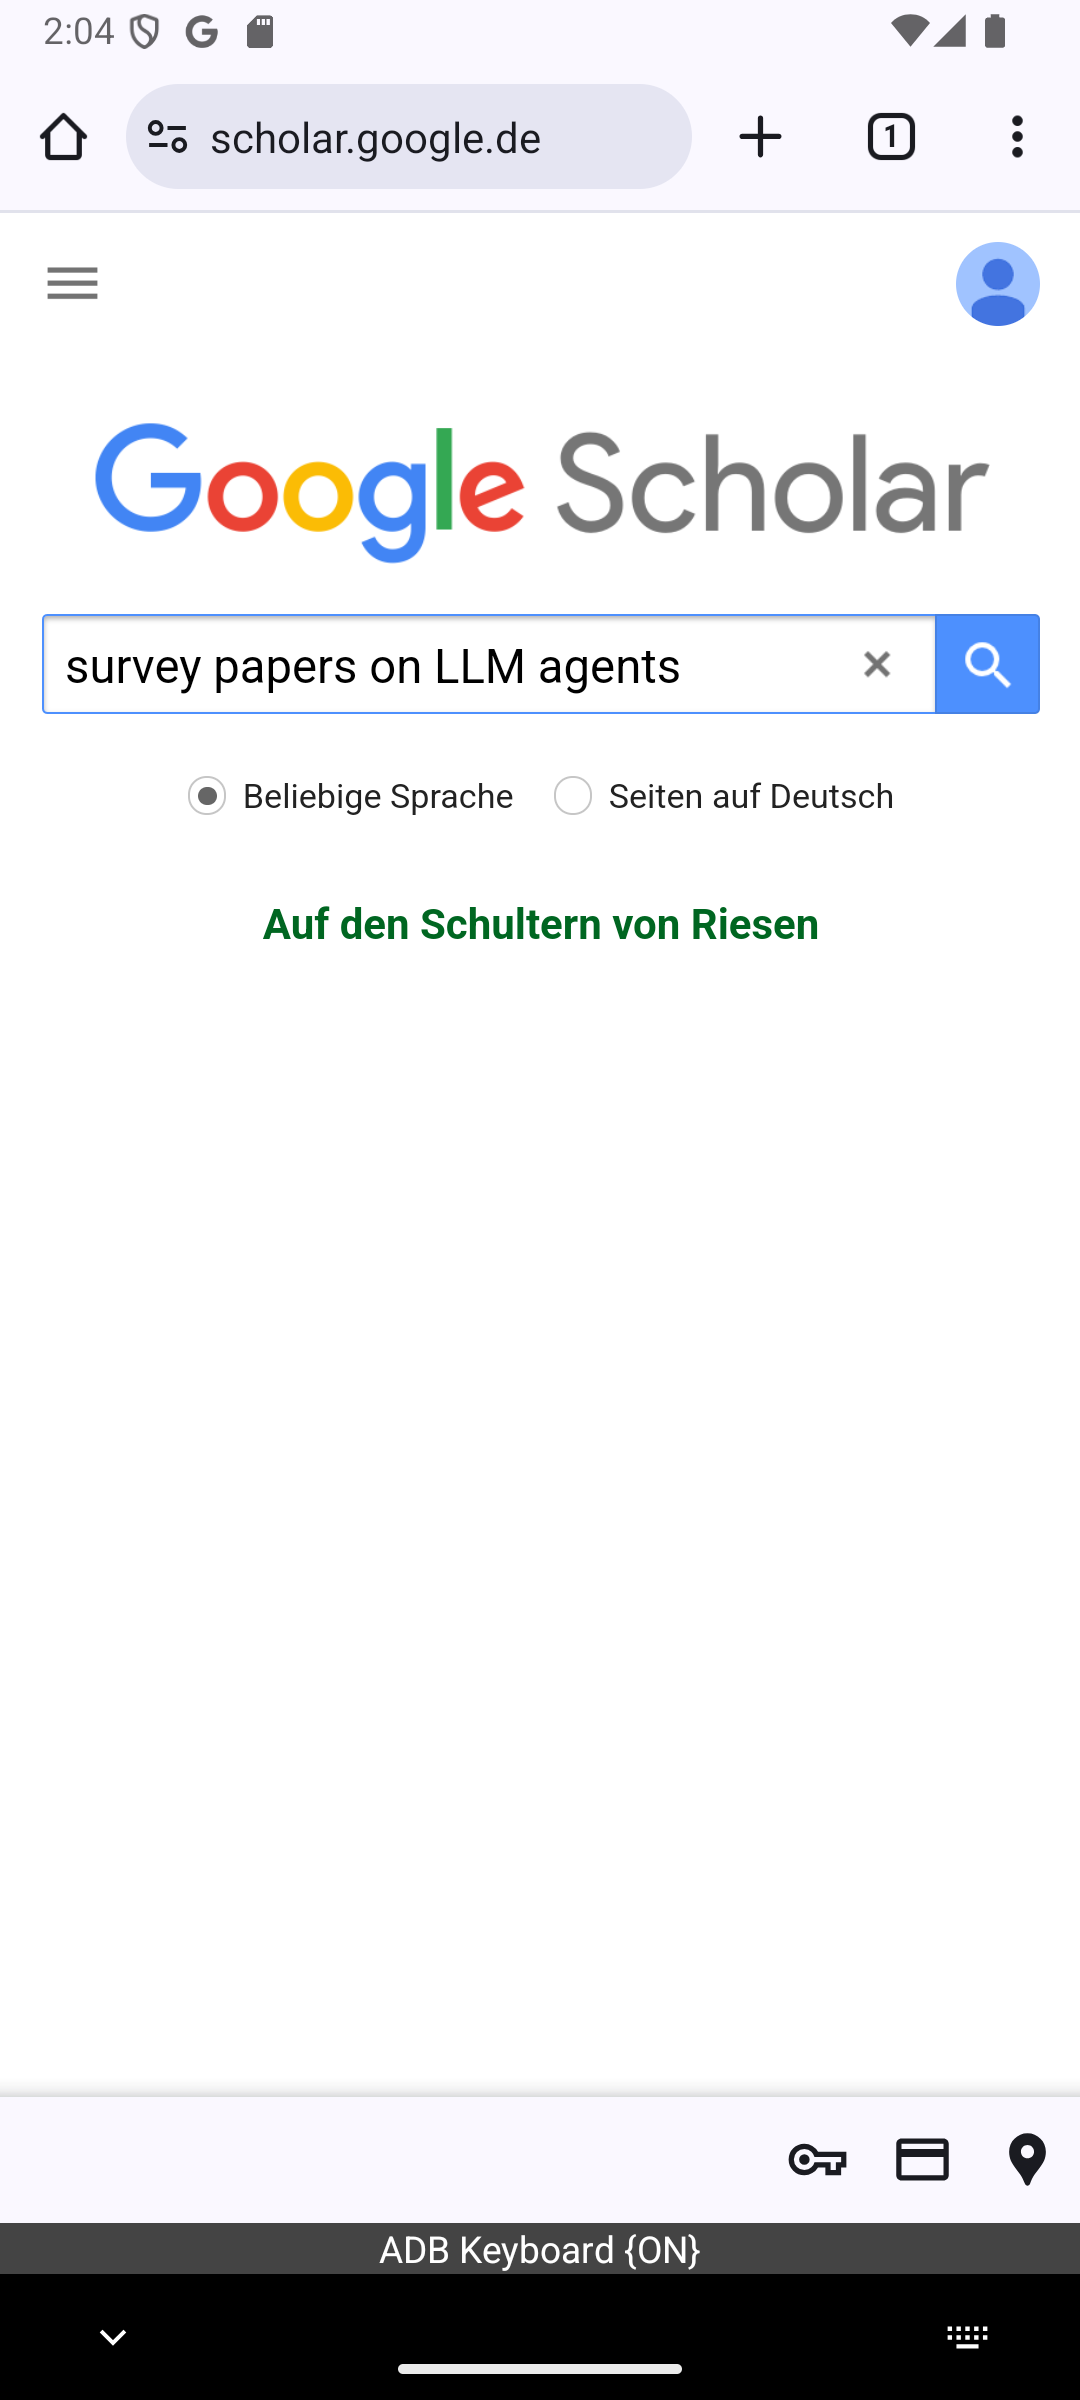 2:04
scholar.google.de
1
Google Scholar
survey papers on LLM agents
Beliebige Sprache
Seiten auf Deutsch
Auf den Schultern von Riesen
ADB Keyboard {ON}